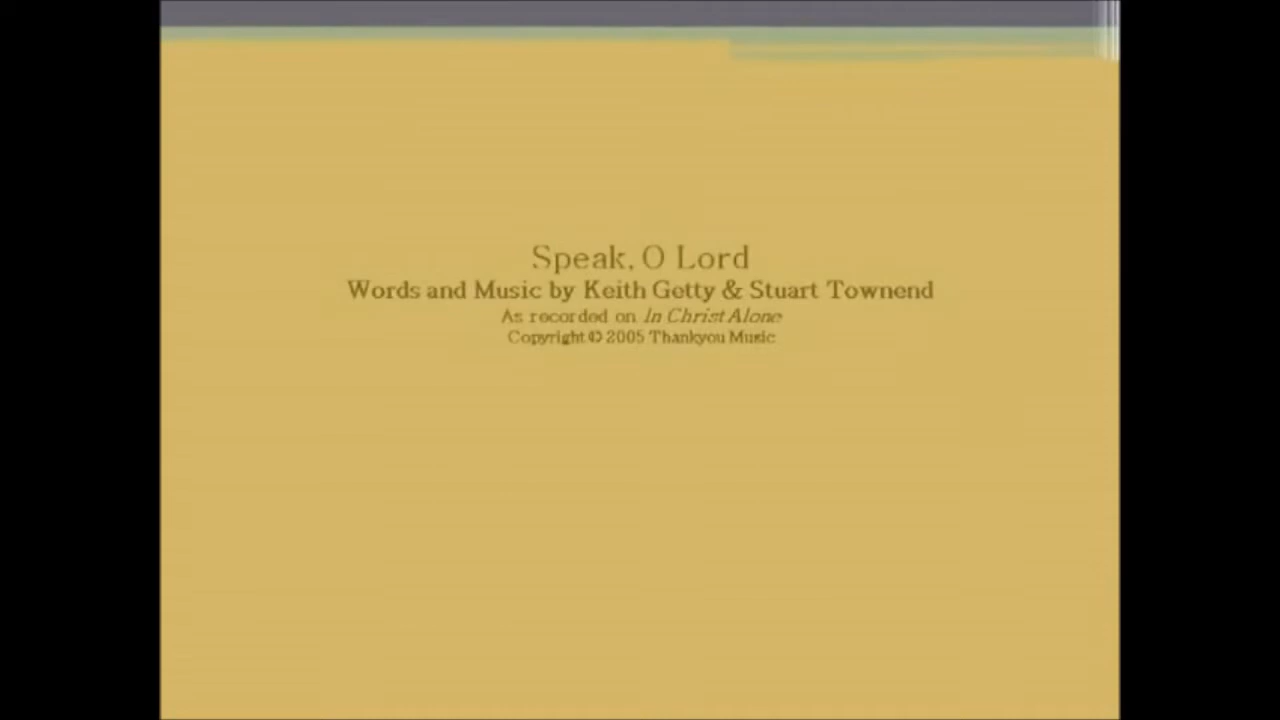 Speak, O Lord
Words and Music by Keith Getty & Stuart Townend
As recorded on In Christ Alone
Copyright © 2005 Thankyou Music